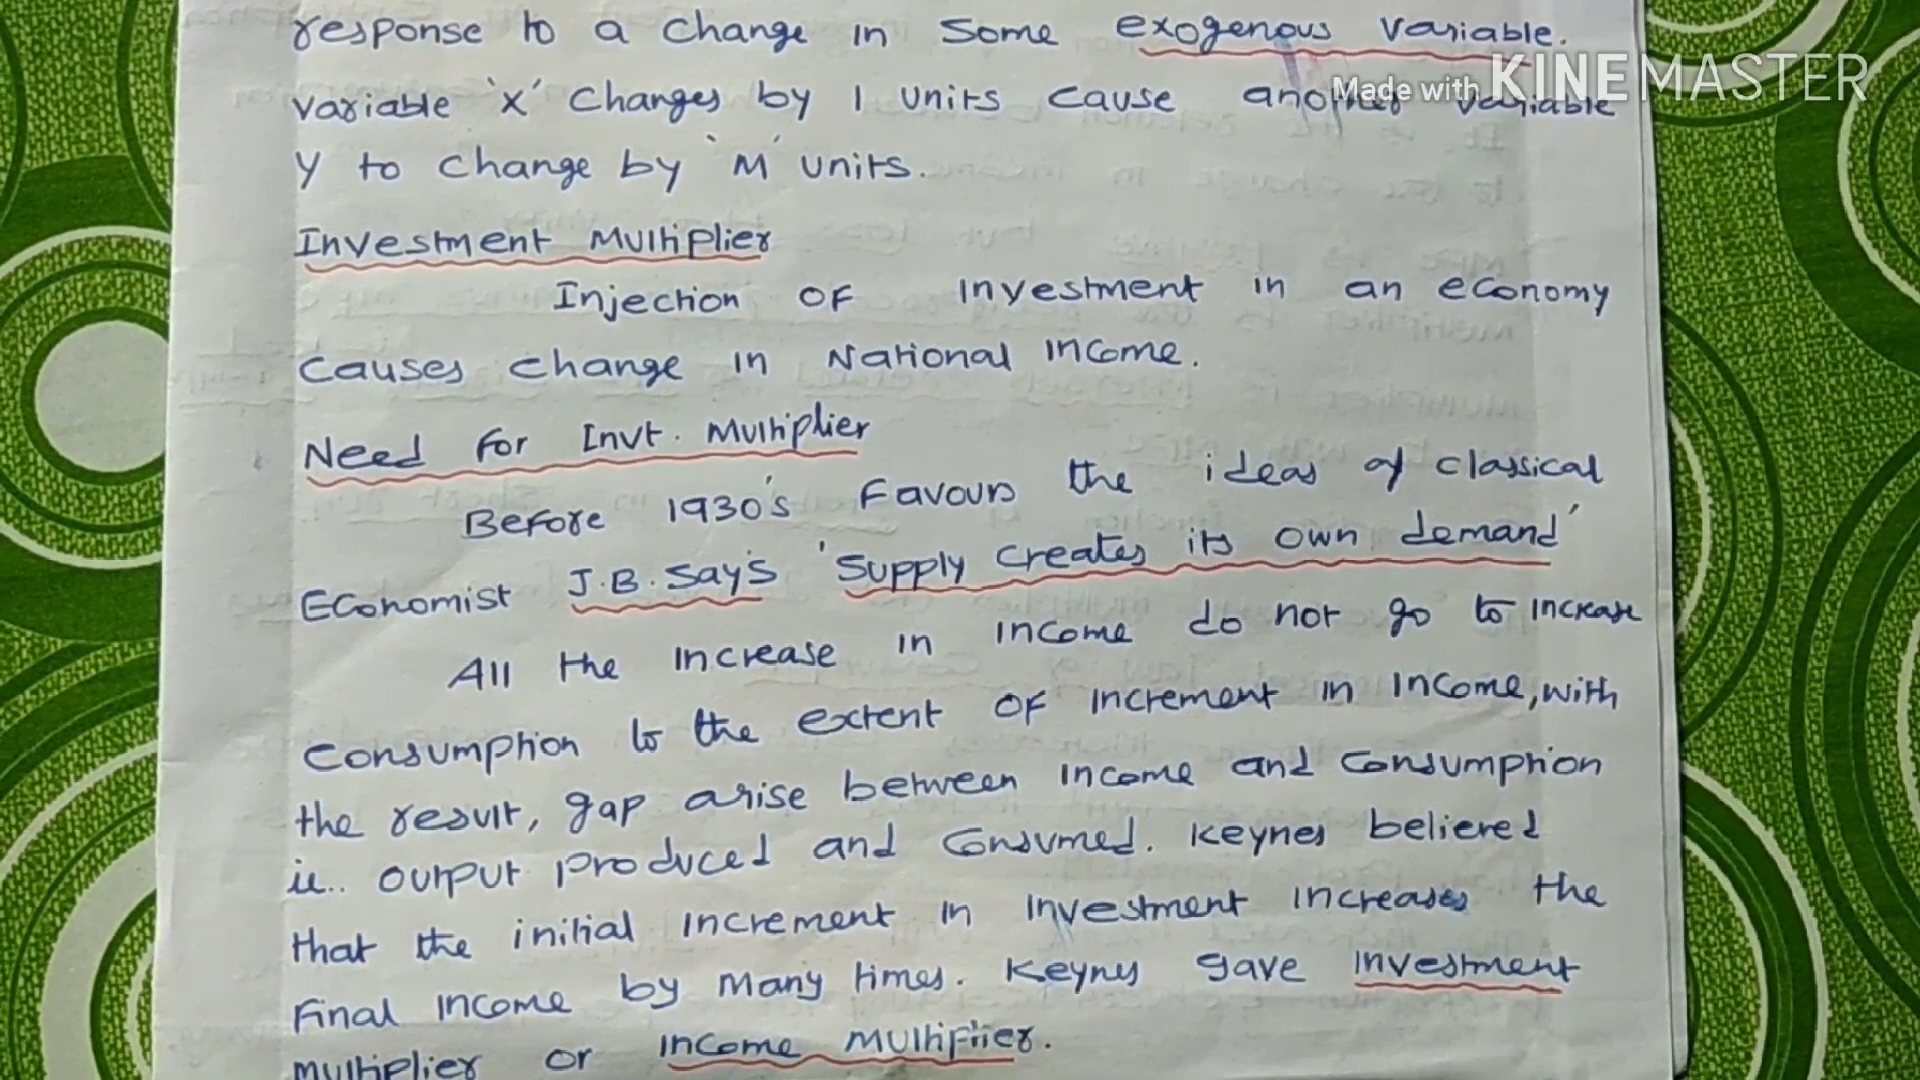 response to a change in some exogenous variable.
Made with KINEMASTER
variable 'X' changes by 1 units cause another variable
Y to change by 'M' units.
Investment Multiplier
Injection of investment in an economy
causes change in National income.
Need for Invt. Multiplier
Before 1930's favours the ideas of classical
Economist J.B. Say's 'Supply creates its own demand'
All the increase in income do not go to increase
consumption to the extent of increment in income, with
the result, gap arise between income and consumption
ie.. output produced and consumed. Keynes believed
that the initial increment in investment increases the
final income by many times. Keynes gave investment
multiplier or income multiplier.